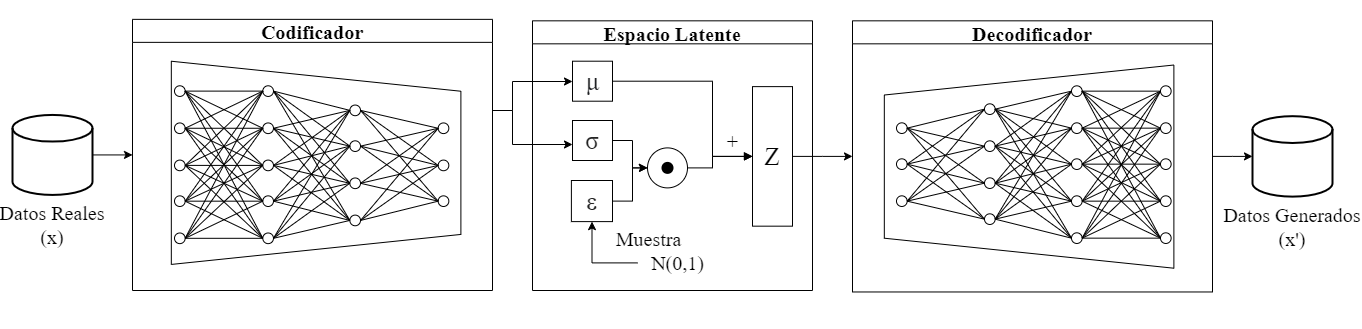 Codificador
Espacio Latente
Decodificador
μ
σ
ε
+
Z
Muestra
N(0,1)
Datos Reales
(x)
Datos Generados
(x')